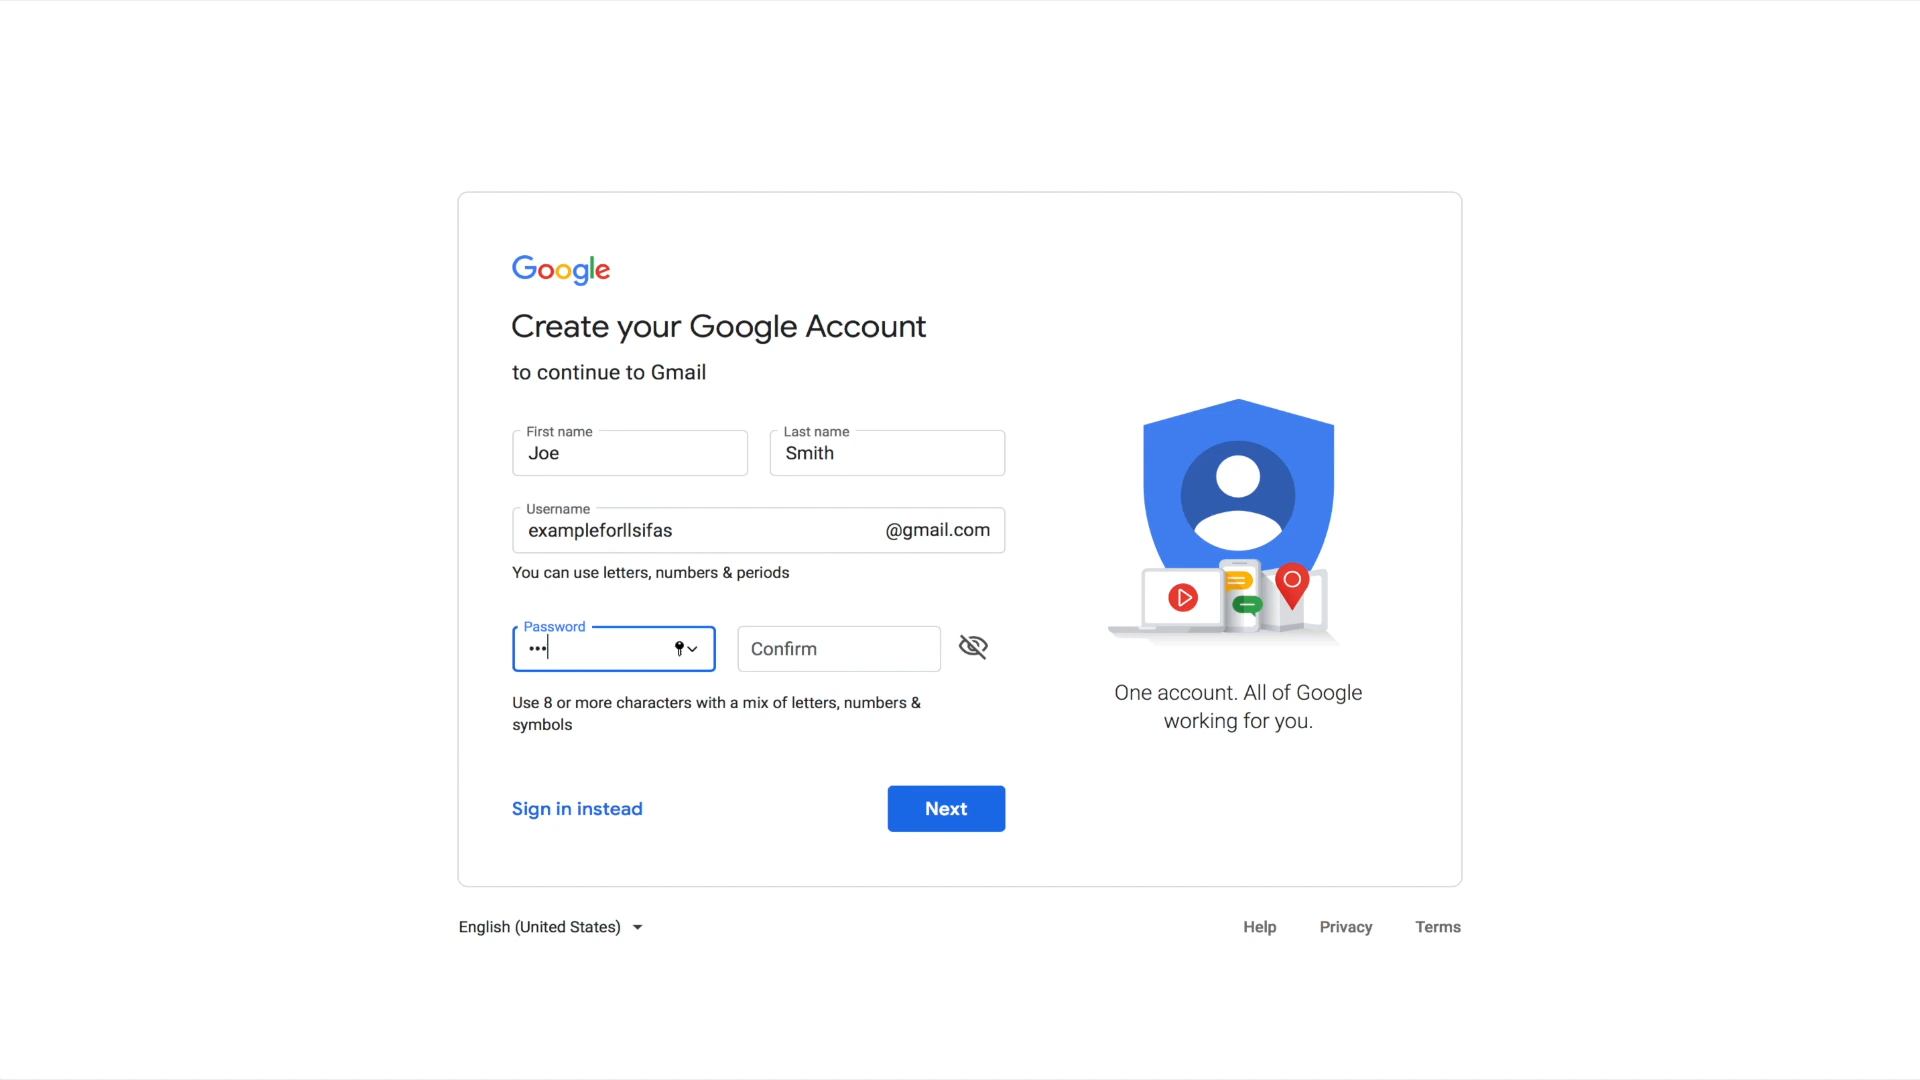 Google
Create your Google Account
to continue to Gmail
First name
Joe
Last name
Smith
Username
exampleforllsifas
@gmail.com
You can use letters, numbers & periods
Password
•••
Confirm
Use 8 or more characters with a mix of letters, numbers &
symbols
One account. All of Google
working for you.
Sign in instead
Next
English (United States)
Help
Privacy
Terms